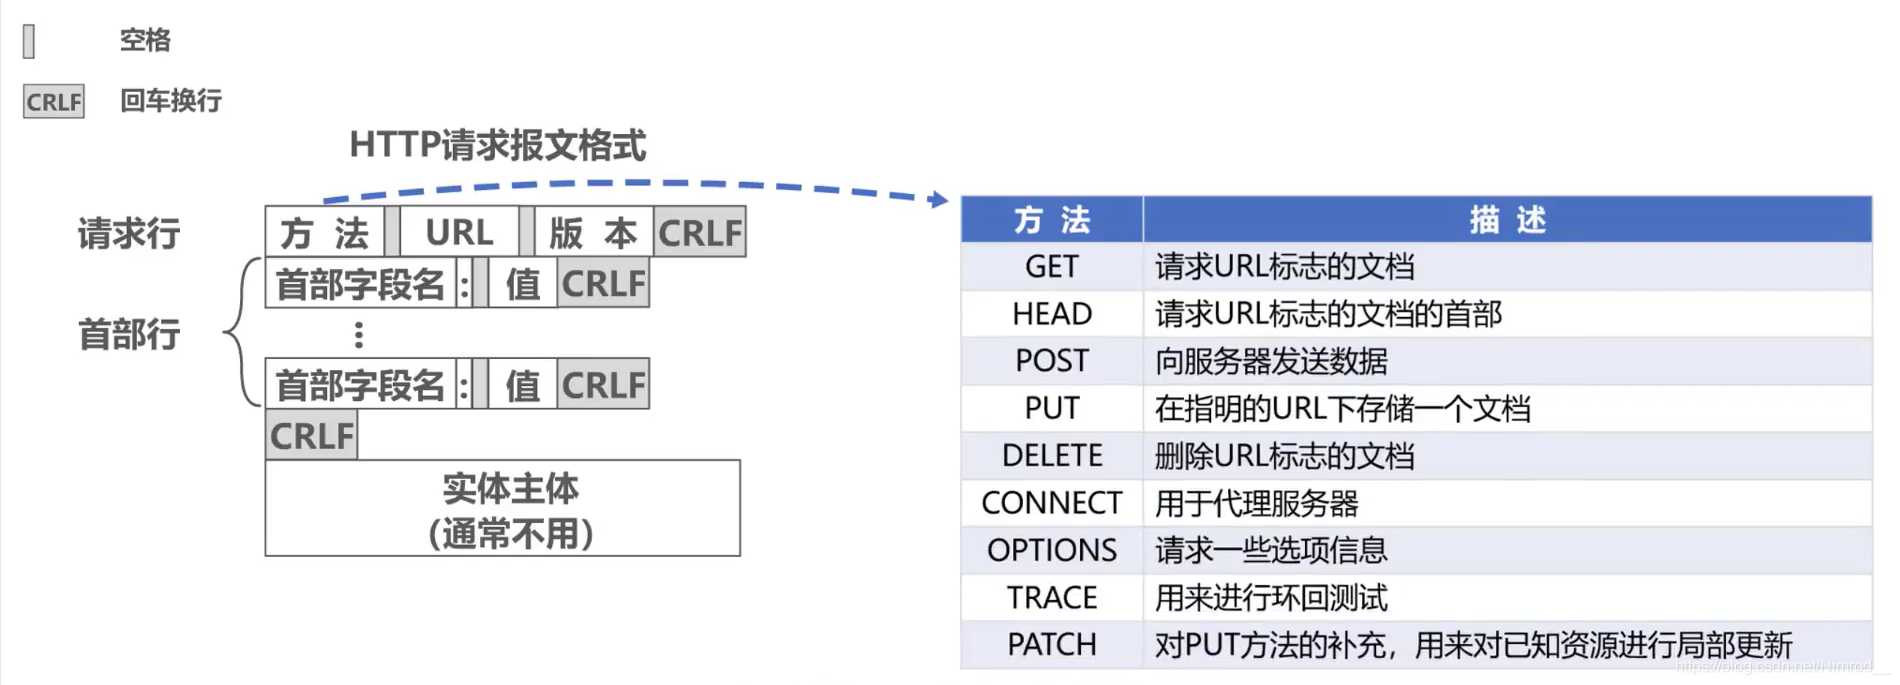 空格
CRLF 回车换行
HTTP请求报文格式
请求行 方 法 URL 版 本 CRLF
首部字段名 : 值 CRLF
首部行
首部字段名 : 值 CRLF
CRLF
实体主体
(通常不用)
方 法 描 述
GET 请求URL标志的文档
HEAD 请求URL标志的文档的首部
POST 向服务器发送数据
PUT 在指明的URL下存储一个文档
DELETE 删除URL标志的文档
CONNECT 用于代理服务器
OPTIONS 请求一些选项信息
TRACE 用来进行环回测试
PATCH 对PUT方法的补充，用来对已知资源进行局部更新
https://blog.csdn.net/Nimrod__